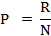 P = R/N